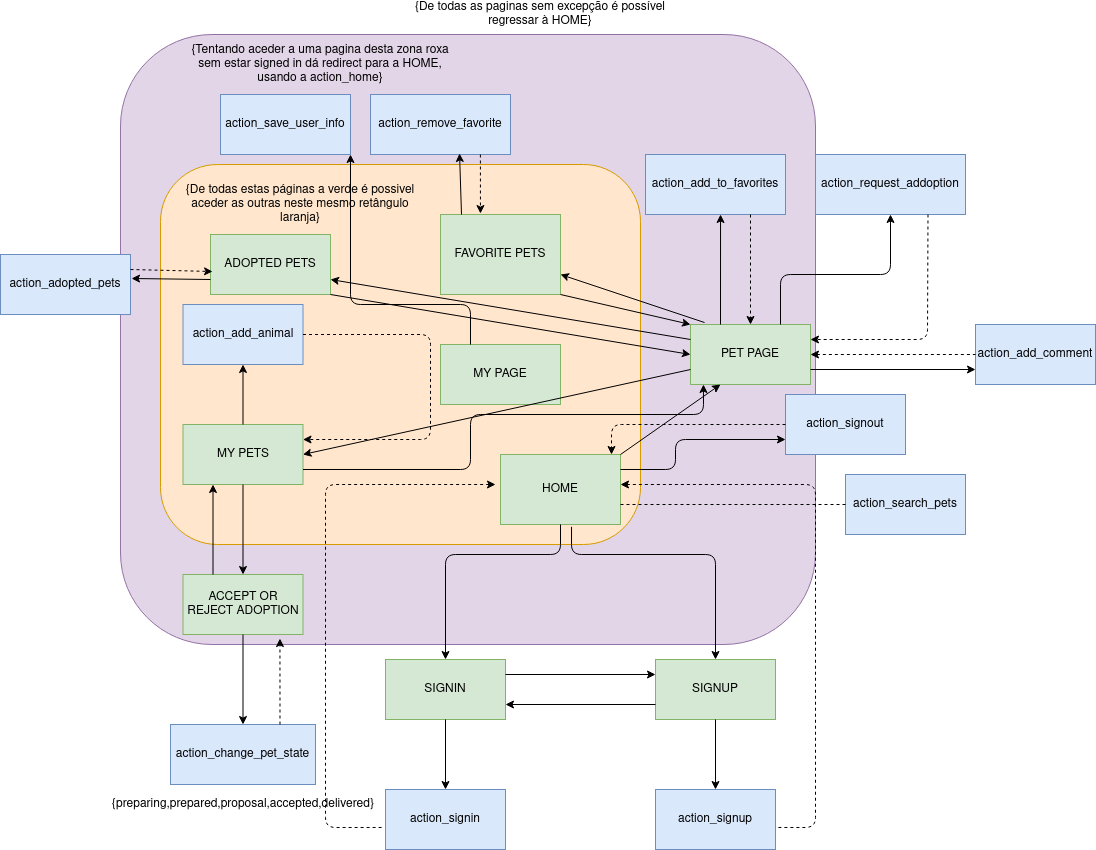 {De todas as paginas sem excepção é possível
regressar à HOME}
{Tentando aceder a uma pagina desta zona roxa
sem estar signed in dá redirect para a HOME,
usando a action_home}
action_save_user_info
action_remove_favorite
{De todas estas páginas a verde é possivel
aceder as outras neste mesmo retângulo
laranja}
action_add_to_favorites
action_request_addoption
ADOPTED PETS
FAVORITE PETS
action_adopted_pets
action_add_animal
PET PAGE
action_add_comment
MY PAGE
action_signout
MY PETS
HOME
action_search_pets
ACCEPT OR
REJECT ADOPTION
SIGNIN
SIGNUP
action_change_pet_state
{preparing,prepared,proposal,accepted,delivered}
action_signin
action_signup